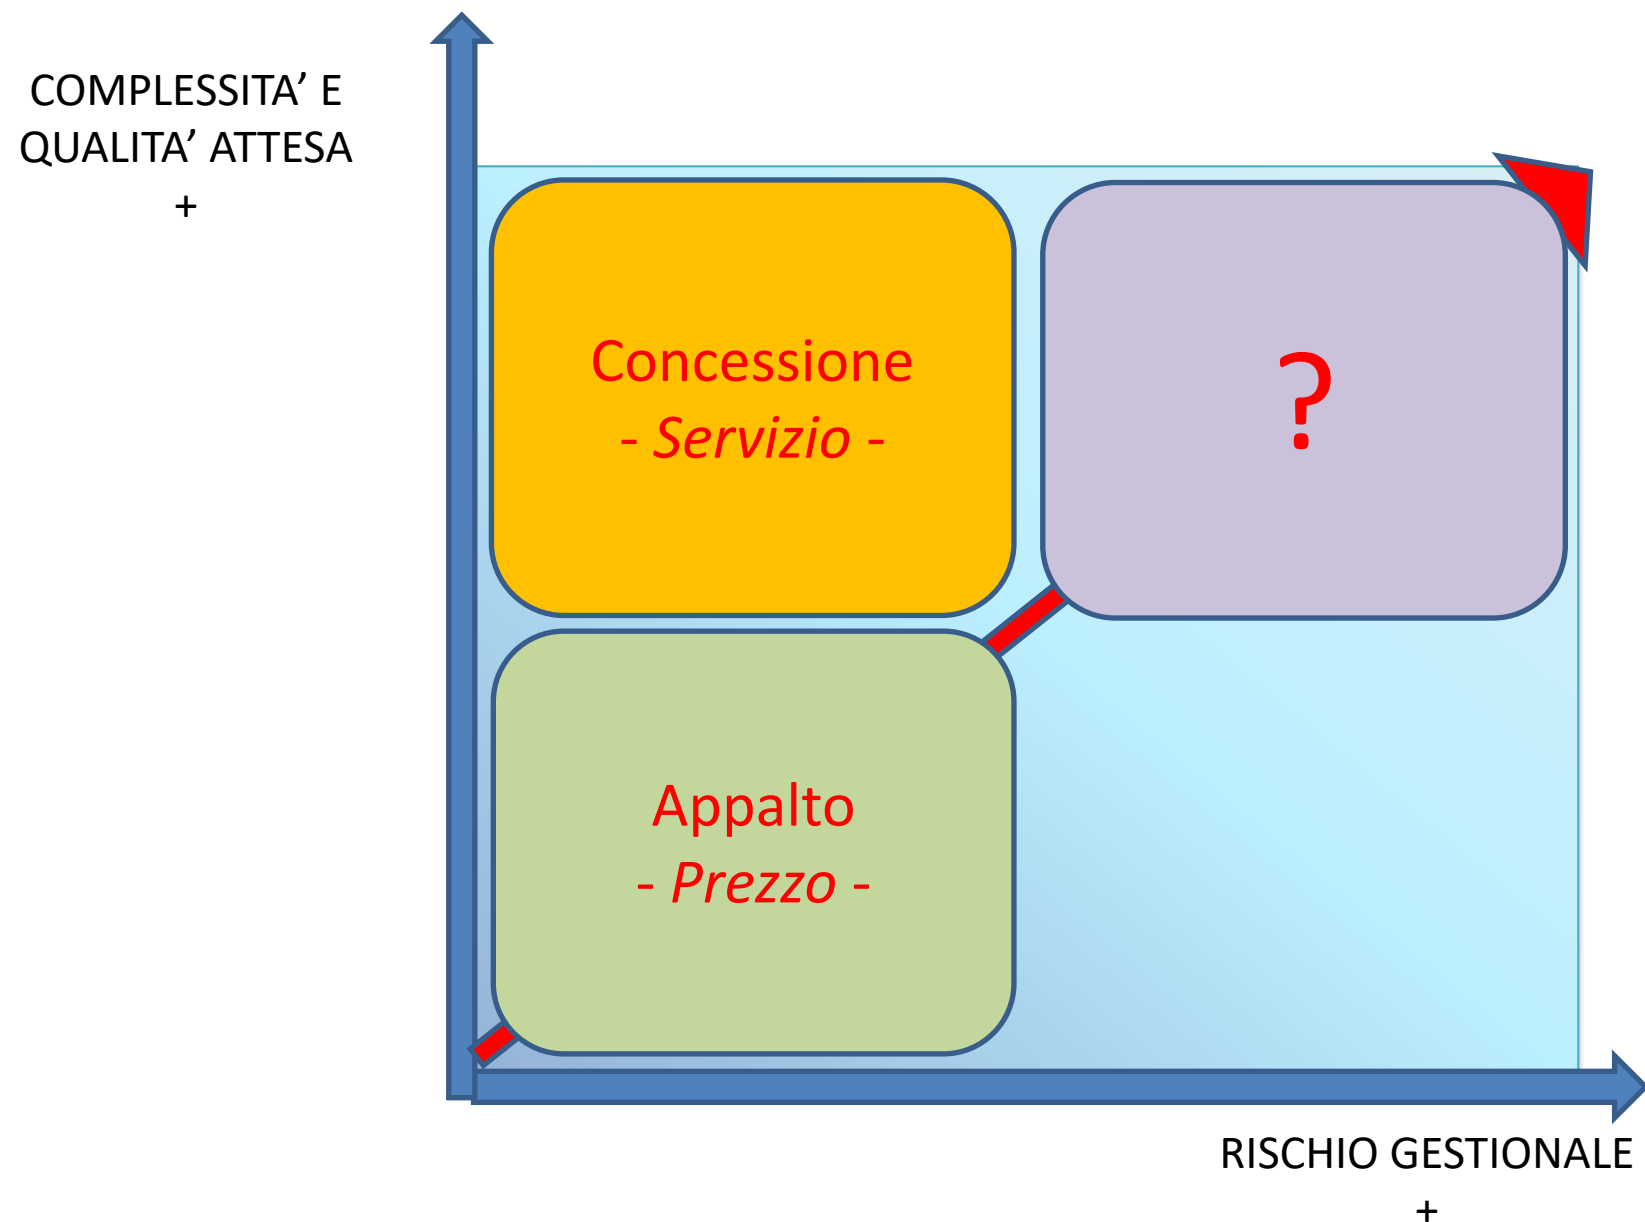 COMPLESSITA’ E
QUALITA’ ATTESA
+
Concessione
- Servizio -
?
Appalto
- Prezzo -
RISCHIO GESTIONALE
+